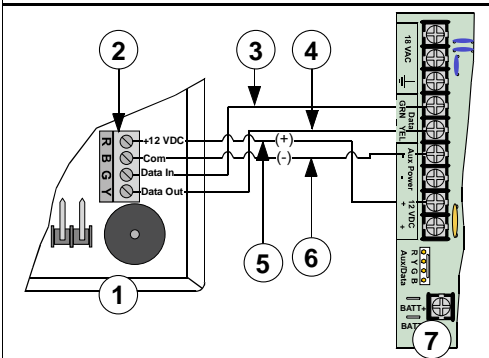 2
3
4
+12 VDC
Com
Data In
Data Out
R
B
G
Y
(+)
(-)
1
5
6
18 VAC
GRN
Data
YEL
Aux Power
-
12 VDC
+
+
R Y G B
Aux/Data
BATT+
BAT
7